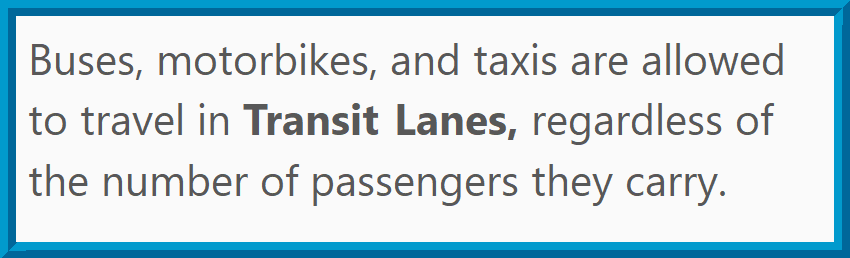 Buses, motorbikes, and taxis are allowed
to travel in Transit Lanes, regardless of
the number of passengers they carry.